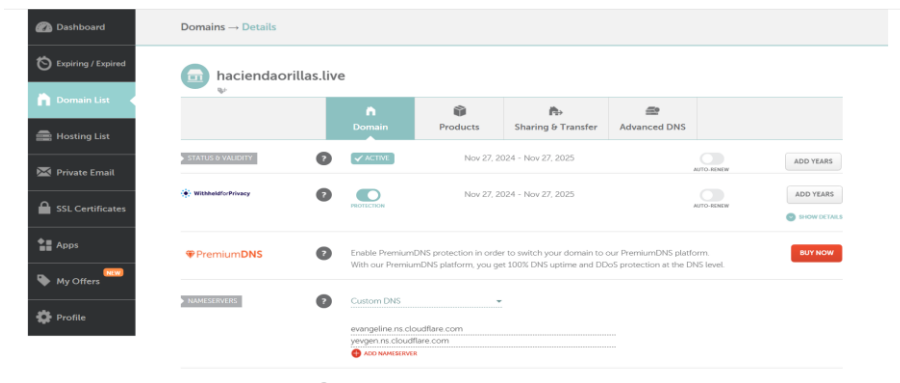 Dashboard
Domains → Details
Expiring / Expired
haciendaorillas.live
Domain List
Domain
Products
Sharing & Transfer
Advanced DNS
Hosting List
STATUS & VALIDITY
?
ACTIVE
Nov 27, 2024 - Nov 27, 2025
AUTO-RENEW
ADD YEARS
Private Email
WithheldforPrivacy
?
PROTECTION
Nov 27, 2024 - Nov 27, 2025
AUTO-RENEW
ADD YEARS
SHOW DETAILS
SSL Certificates
Apps
PremiumDNS
?
Enable PremiumDNS protection in order to switch your domain to our PremiumDNS platform.
With our PremiumDNS platform, you get 100% DNS uptime and DDoS protection at the DNS level.
BUY NOW
NEW
My Offers
NAMESERVERS
?
Custom DNS
Profile
evangeline.ns.cloudflare.com
yevgen.ns.cloudflare.com
ADD NAMESERVER